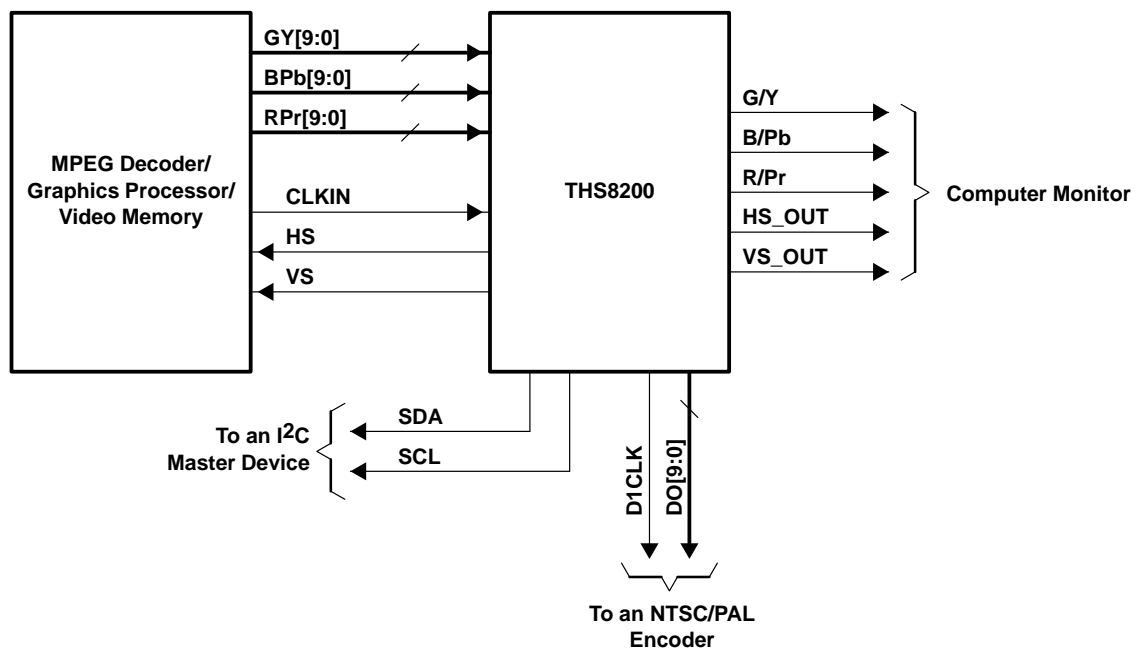 GY[9:0]
BPb[9:0]
RPr[9:0]
MPEG Decoder/
Graphics Processor/
Video Memory
CLKIN
HS
VS
THS8200
G/Y
B/Pb
R/Pr
HS_OUT
VS_OUT
Computer Monitor
To an I2C
Master Device
SDA
SCL
D1CLK
DO[9:0]
To an NTSC/PAL
Encoder